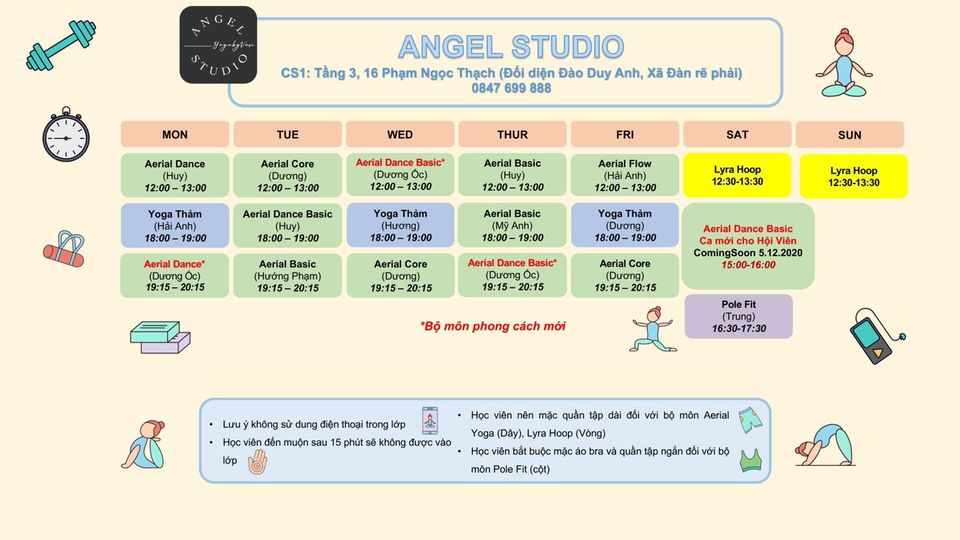 ANGEL
YogabyVan
STUDIO
ANGEL STUDIO
CS1: Tầng 3, 16 Phạm Ngọc Thạch (Đối diện Đào Duy Anh, Xã Đàn rẽ phải)
0847 699 888
MON TUE WED THUR FRI SAT SUN
Aerial Dance
(Huy)
12:00 – 13:00
Aerial Core
(Dương)
12:00 – 13:00
Aerial Dance Basic*
(Dương Ốc)
12:00 – 13:00
Aerial Basic
(Huy)
12:00 – 13:00
Aerial Flow
(Hải Anh)
12:00 – 13:00
Lyra Hoop
12:30-13:30
Lyra Hoop
12:30-13:30
Yoga Thảm
(Hải Anh)
18:00 – 19:00
Aerial Dance Basic
(Huy)
18:00 – 19:00
Yoga Thảm
(Hương)
18:00 – 19:00
Aerial Basic
(Mỹ Anh)
18:00 – 19:00
Yoga Thảm
(Dương)
18:00 – 19:00
Aerial Dance Basic
Ca mới cho Hội Viên
ComingSoon 5.12.2020
15:00-16:00
Aerial Dance*
(Dương Ốc)
19:15 – 20:15
Aerial Basic
(Hướng Phạm)
19:15 – 20:15
Aerial Core
(Dương)
19:15 – 20:15
Aerial Dance Basic*
(Dương Ốc)
19:15 – 20:15
Aerial Core
(Dương)
19:15 – 20:15
Pole Fit
(Trung)
16:30-17:30
*Bộ môn phong cách mới
• Lưu ý không sử dung điện thoại trong lớp
• Học viên đến muộn sau 15 phút sẽ không được vào
lớp
• Học viên nên mặc quần tập dài đối với bộ môn Aerial
Yoga (Dây), Lyra Hoop (Vòng)
• Học viên bắt buộc mặc áo bra và quần tập ngắn đối với bộ
môn Pole Fit (cột)